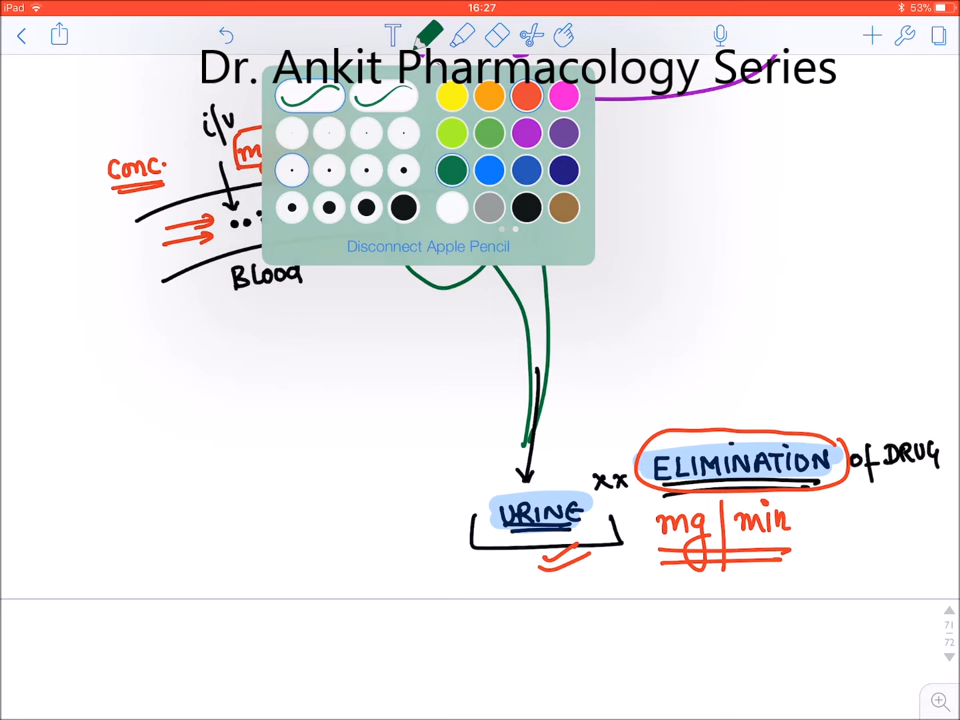 iPad 16:27 53%
Dr. Ankit Pharmacology Series
i/v
conc.
Disconnect Apple Pencil
Blood
xx ELIMINATION of DRUG
URINE mg | min
71
72